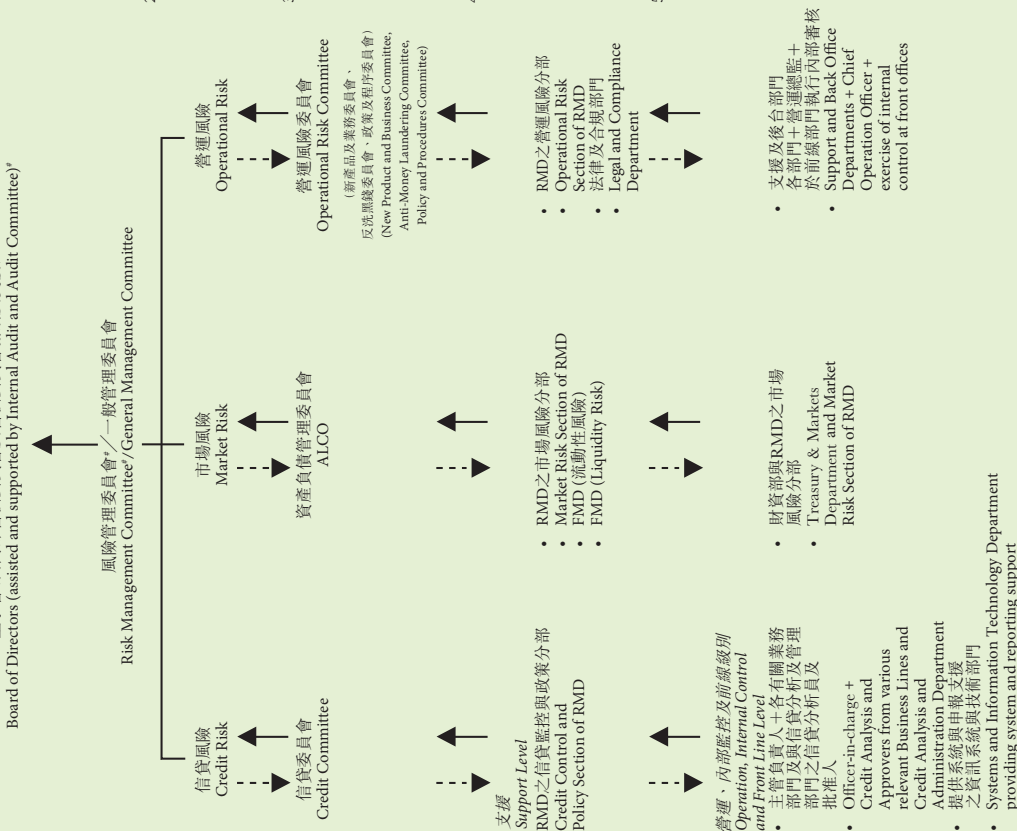 Board of Directors (assisted and supported by Internal Audit and Audit Committee)#
風險管理委員會#／一般管理委員會
Risk Management Committee#/General Management Committee
信貸風險
Credit Risk
市場風險
Market Risk
營運風險
Operational Risk
信貸委員會
Credit Committee
資產負債管理委員會
ALCO
營運風險委員會
Operational Risk Committee
（新產品及業務委員會、
反洗黑錢委員會、政策及程序委員會）
(New Product and Business Committee,
Anti-Money Laundering Committee,
Policy and Procedures Committee)
支援
Support Level
RMD之信貸監控與政策分部
Credit Control and
Policy Section of RMD
• RMD之市場風險分部
• Market Risk Section of RMD
• FMD (流動性風險)
• FMD (Liquidity Risk)
• RMD之營運風險分部
• Operational Risk
Section of RMD
• 法律及合規部門
• Legal and Compliance
Department
營運、內部監控及前線級別
Operation, Internal Control
and Front Line Level
• 主管負責人＋各有關業務
部門及與信貸分析及管理
部門之信貸分析員及
批准人
• Officer-in-charge +
Credit Analysis and
Approvers from various
relevant Business Lines and
Credit Analysis and
Administration Department
• 提供系統與申報支援
之資訊系統與技術部門
• Systems and Information Technology Department
providing system and reporting support
• 財資部與RMD之市場
風險分部
• Treasury & Markets
Department and Market
Risk Section of RMD
• 支援及後台部門
各部門＋營運總監＋
於前線部門執行內部審核
• Support and Back Office
Departments + Chief
Operation Officer +
exercise of internal
control at front offices